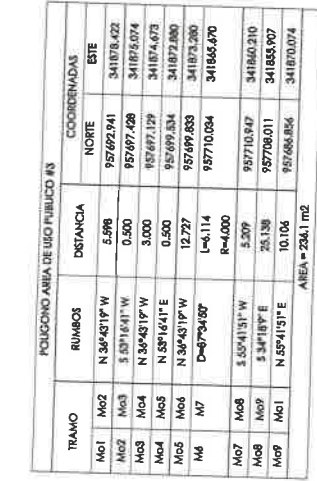 POLIGONO AREA DE USO PUBLICO #3
TRAMO RUMBOS DISTANCIA COORDENADAS
NORTE ESTE
Mo1 Mo2 N 36°43'19" W 5.598 957692.941 341878.422
Mo2 Mo3 S 53°16'41" W 0.500 957697.428 341875.074
Mo3 Mo4 N 36°43'19" W 3.000 957697.129 341874.673
Mo4 Mo5 N 53°16'41" E 0.500 957699.534 341872.880
Mo5 Mo6 N 36°43'19" W 12.727 957699.833 341873.280
M6 M7 D=87°34'50" L=6.114 957710.034 341865.670
R=4.000
Mo7 Mo8 S 55°41'51" W 5.209 957710.947 341860.210
Mo8 Mo9 S 34°18'9" E 25.138 957708.011 341855.907
Mo9 Mo1 N 55°41'51" E 10.106 957686.856 341870.074
AREA = 236.1 m2